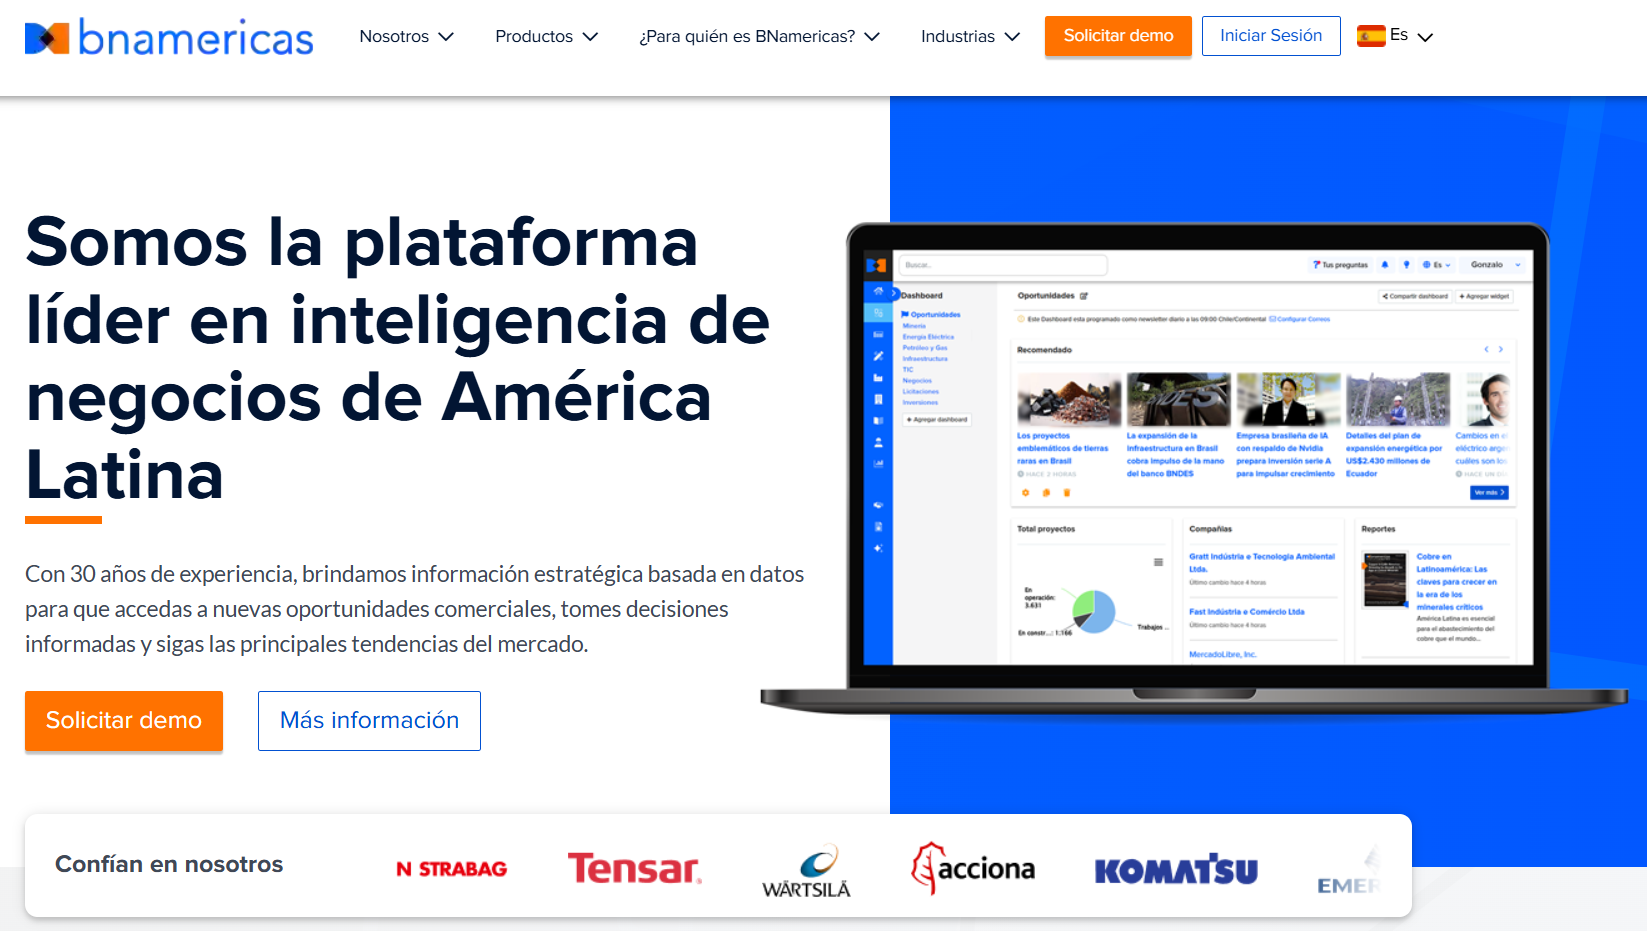 bnamericas
Nosotros
Productos
¿Para quién es BNamericas?
Industrias
Solicitar demo
Iniciar Sesión
Es
Somos la plataforma
líder en inteligencia de
negocios de América
Latina
Con 30 años de experiencia, brindamos información estratégica basada en datos
para que accedas a nuevas oportunidades comerciales, tomes decisiones
informadas y sigas las principales tendencias del mercado.
Solicitar demo
Más información
Buscar...
Tus preguntas
Es
Gonzalo
Dashboard
Oportunidades
Minería
Energía Eléctrica
Petróleo y Gas
Infraestructura
TIC
Negocios
Licitaciones
Inversiones
+ Agregar dashboard
Oportunidades
Compartir dashboard
+ Agregar widget
Este Dashboard esta programado como newsletter diario a las 09:00 Chile/Continental
Configurar Correos
Recomendado
Los proyectos
emblemáticos de tierras
raras en Brasil
HACE 2 HORAS
La expansión de la
infraestructura en Brasil
cobra impulso de la mano
del banco BNDES
Empresa brasileña de IA
con respaldo de Nvidia
prepara inversión serie A
para impulsar crecimiento
Detalles del plan de
expansión energética por
US$2.430 millones de
Ecuador
Cambios en
eléctrico
cuáles son
HACE UN
Ver más
Total proyectos
En
operación:
3.631
En constr...: 1.166
Trabajos ...
Compañías
Gratt Indústria e Tecnologia Ambiental
Ltda.
Último cambio hace 4 horas
Fast Indústria e Comércio Ltda
Último cambio hace 4 horas
MercadoLibre, Inc.
Reportes
Cobre en
Latinoamérica: Las
claves para crecer en
la era de los
minerales críticos
América Latina es esencial
para el abastecimiento del
cobre que el mundo...
Confían en nosotros
STRABAG
Tensar
WÄRTSILÄ
acciona
KOMATSU
EMER